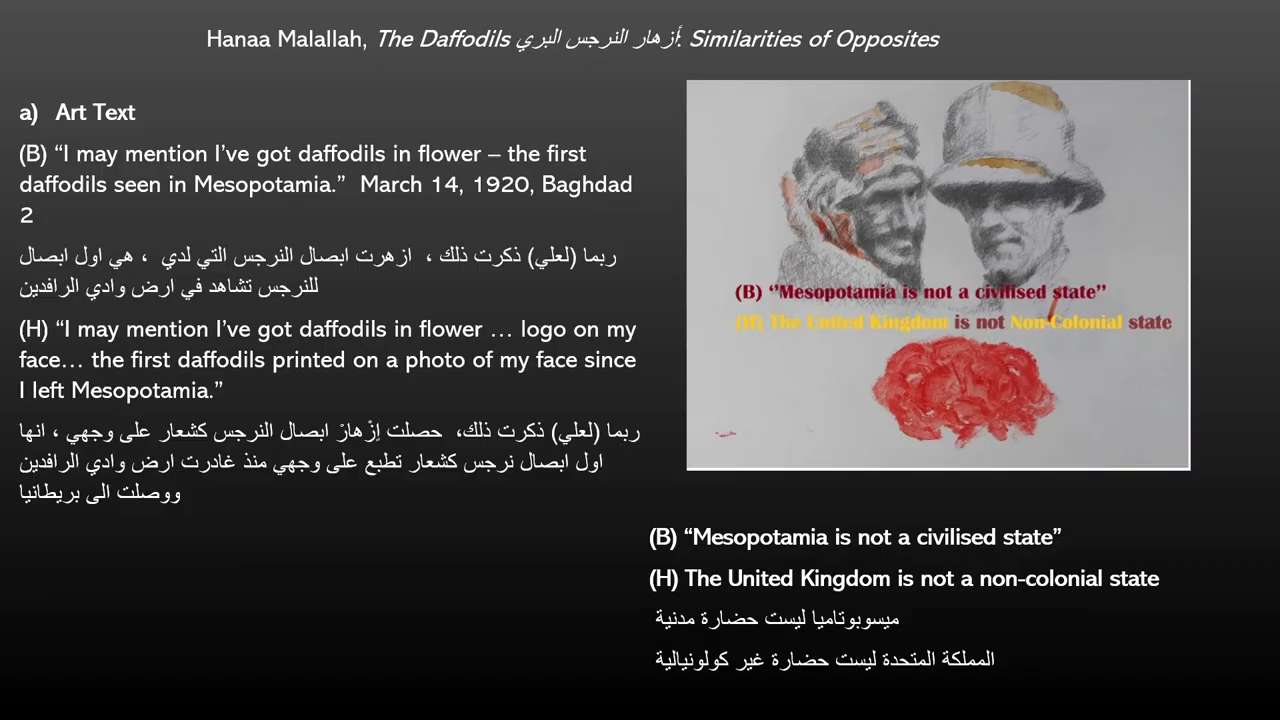 Hanaa Malallah, The Daffodils أزهار النرجس البري: Similarities of Opposites
a) Art Text
(B) “I may mention I’ve got daffodils in flower – the first
daffodils seen in Mesopotamia.” March 14, 1920, Baghdad
2
ربما (لعلي) ذكرت ذلك ، ازهرت ابصال النرجس التي لدي ، هي اول ابصال
للنرجس تشاهد في ارض وادي الرافدين
(H) “I may mention I’ve got daffodils in flower … logo on my
face… the first daffodils printed on a photo of my face since
I left Mesopotamia.”
ربما (لعلي) ذكرت ذلك، حصلت إزْهارْ ابصال النرجس كشعار على وجهي ، انها
اول ابصال نرجس كشعار تطبع على وجهي منذ غادرت ارض وادي الرافدين
ووصلت الى بريطانيا
(B) ‘’Mesopotamia is not a civilised state’’
(H) The United Kingdom is not Non-Colonial state
(B) “Mesopotamia is not a civilised state”
(H) The United Kingdom is not a non-colonial state
ميسوبوتاميا ليست حضارة مدنية
المملكة المتحدة ليست حضارة غير كولونيالية